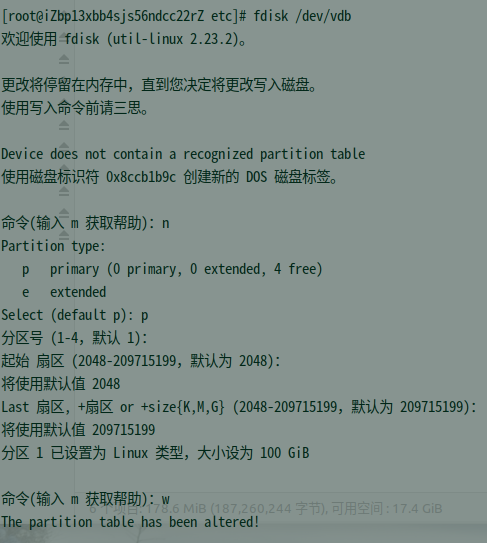 [root@iZbp13xbb4sjs56ndcc22rZ etc]# fdisk /dev/vdb
欢迎使用 fdisk (util-linux 2.23.2)。
更改将停留在内存中，直到您决定将更改写入磁盘。
使用写入命令前请三思。
Device does not contain a recognized partition table
使用磁盘标识符 0x8ccb1b9c 创建新的 DOS 磁盘标签。
命令(输入 m 获取帮助)：n
Partition type:
p primary (0 primary, 0 extended, 4 free)
e extended
Select (default p): p
分区号 (1-4，默认 1)：
起始 扇区 (2048-209715199，默认为 2048)：
将使用默认值 2048
Last 扇区, +扇区 or +size{K,M,G} (2048-209715199，默认为 209715199)：
将使用默认值 209715199
分区 1 已设置为 Linux 类型，大小设为 100 GiB
命令(输入 m 获取帮助)：w
6 个项目: 178.6 MiB (187,260,244 字节), 可用空间 : 17.4 GiB
The partition table has been altered!